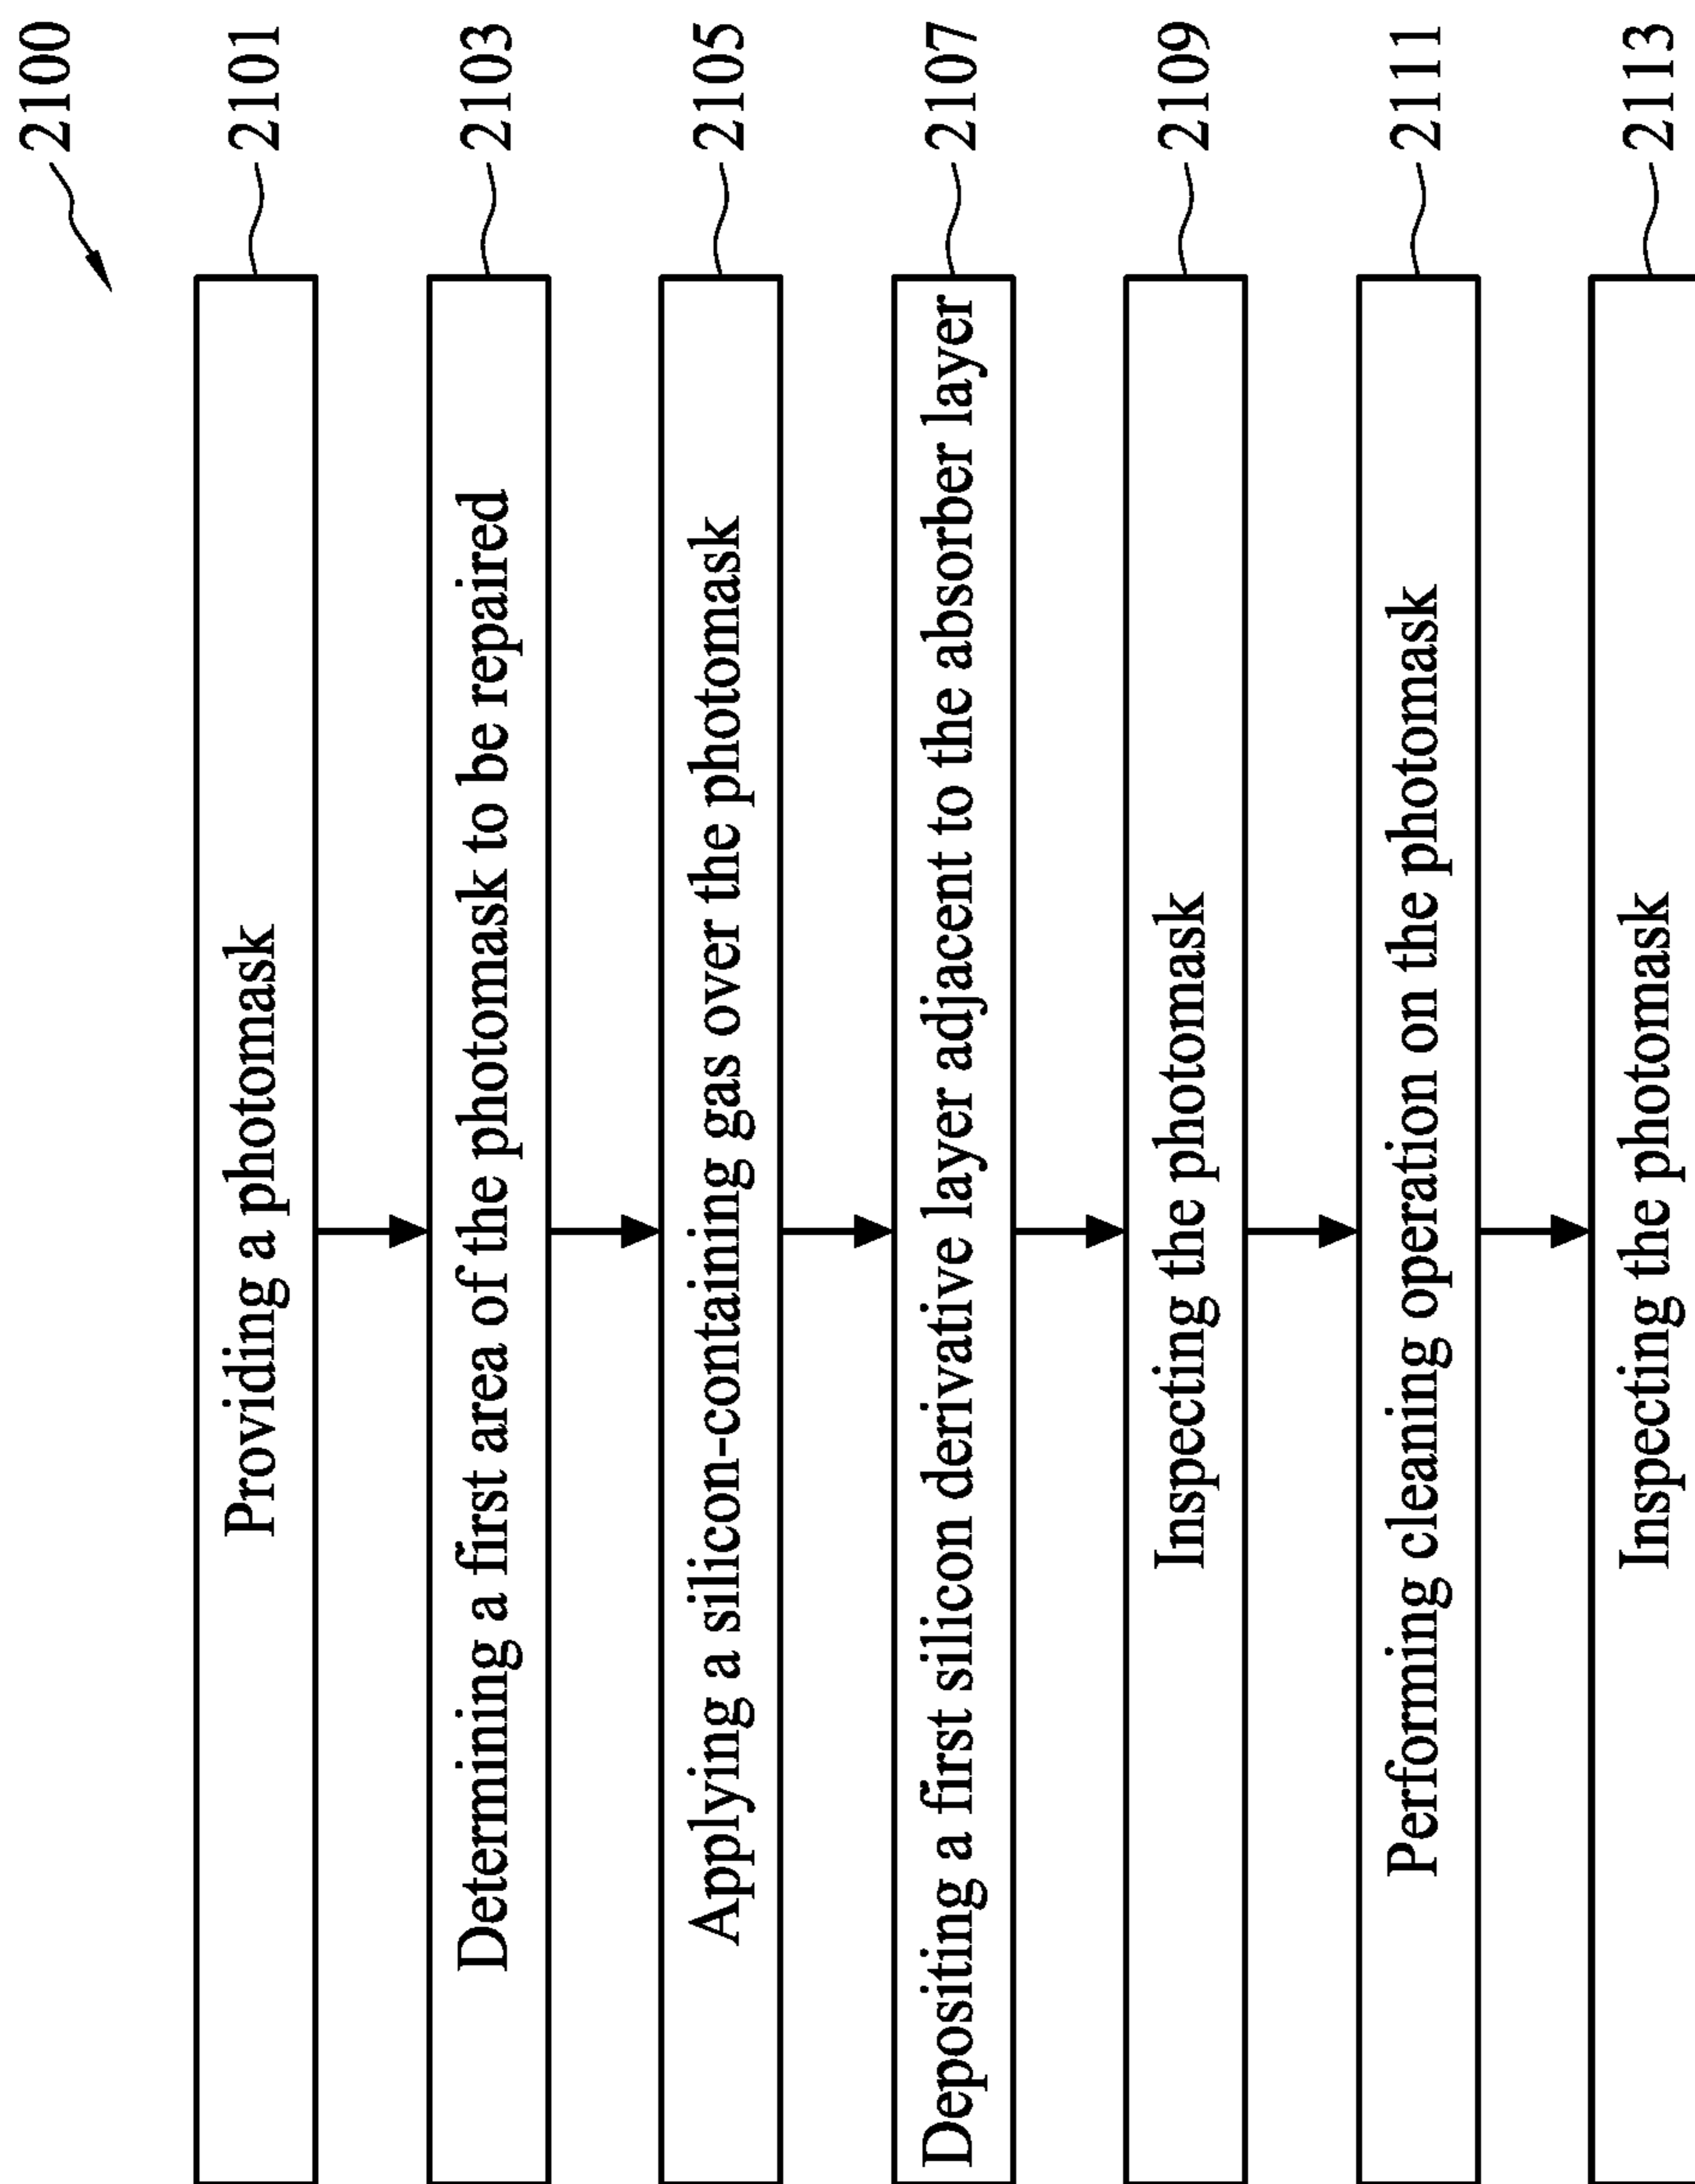 2100
Providing a photomask 2101
Determining a first area of the photomask to be repaired 2103
Applying a silicon-containing gas over the photomask 2105
Depositing a first silicon derivative layer adjacent to the absorber layer 2107
Inspecting the photomask 2109
Performing cleaning operation on the photomask 2111
Inspecting the photomask 2113